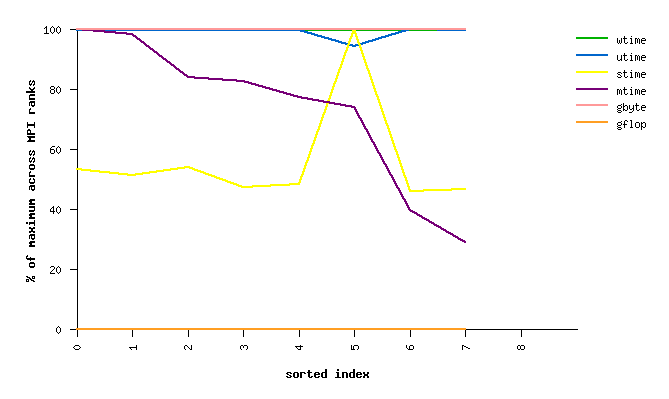 100
80
60
40
20
0
% of maximum across MPI ranks
0 1 2 3 4 5 6 7 8
sorted index
wtime
utime
stime
mtime
gbyte
gflop